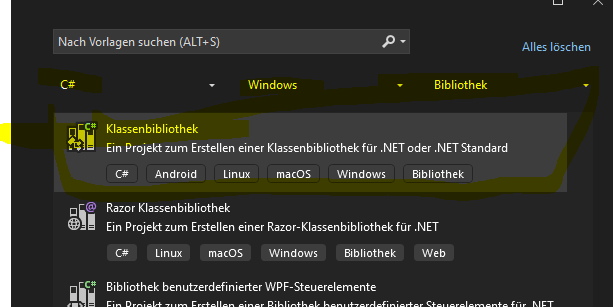 Nach Vorlagen suchen (ALT+S)
Alles löschen
C# Windows Bibliothek
C#
Klassenbibliothek
Ein Projekt zum Erstellen einer Klassenbibliothek für .NET oder .NET Standard
C# Android Linux macOS Windows Bibliothek
@
Razor Klassenbibliothek
Ein Projekt zum Erstellen einer Razor-Klassenbibliothek für .NET
C# Linux macOS Windows Bibliothek Web
C#
Bibliothek benutzerdefinierter WPF-Steuerelemente
Ein Projekt zum Erstellen einer Bibliothek benutzerdefinierter Steuerelemente für .NET